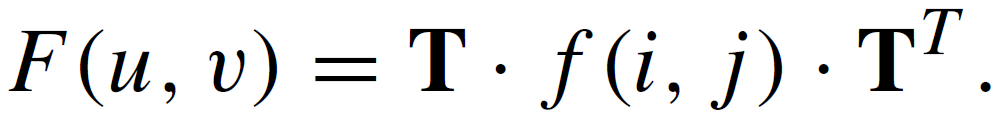 F(u, v) = T · f(i, j) · T^T.